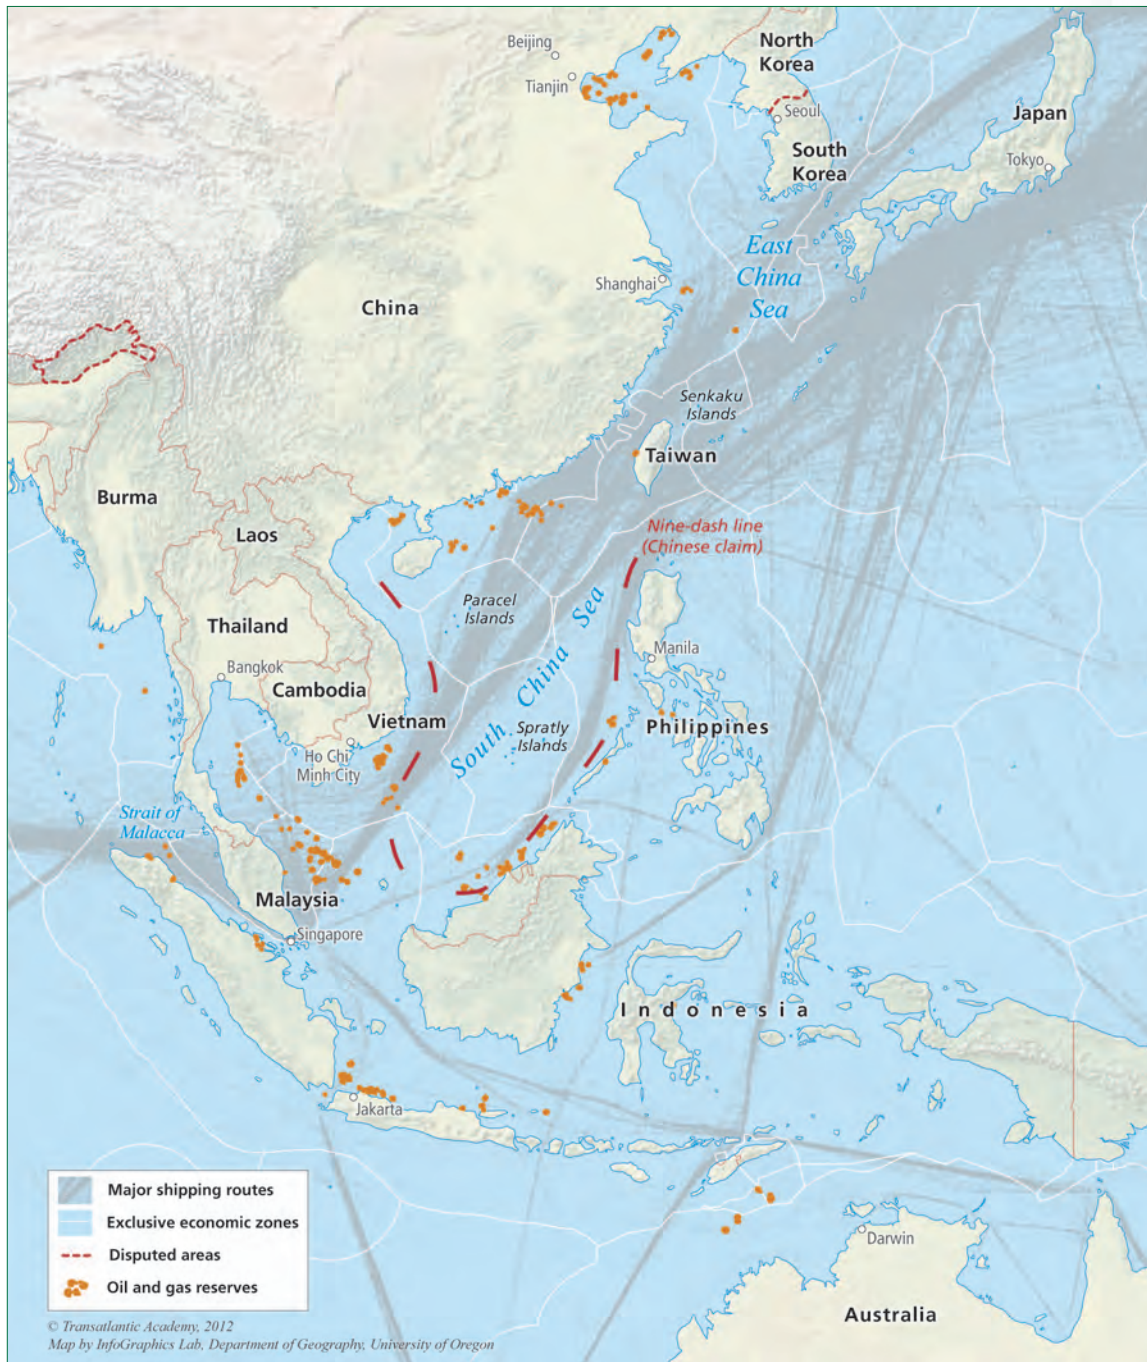 Beijing
Tianjin
North
Korea
Seoul
South
Korea
Japan
Tokyo
East
China
Sea
Shanghai
China
Senkaku
Islands
Taiwan
Burma
Laos
Nine-dash line
(Chinese claim)
Paracel
Islands
Thailand
Bangkok
Cambodia
Vietnam
Ho Chi
Minh City
South China Sea
Spratly
Islands
Manila
Philippines
Strait of
Malacca
Malaysia
Singapore
Indonesia
Jakarta
Darwin
Australia
Major shipping routes
Exclusive economic zones
Disputed areas
Oil and gas reserves
© Transatlantic Academy, 2012
Map by InfoGraphics Lab, Department of Geography, University of Oregon